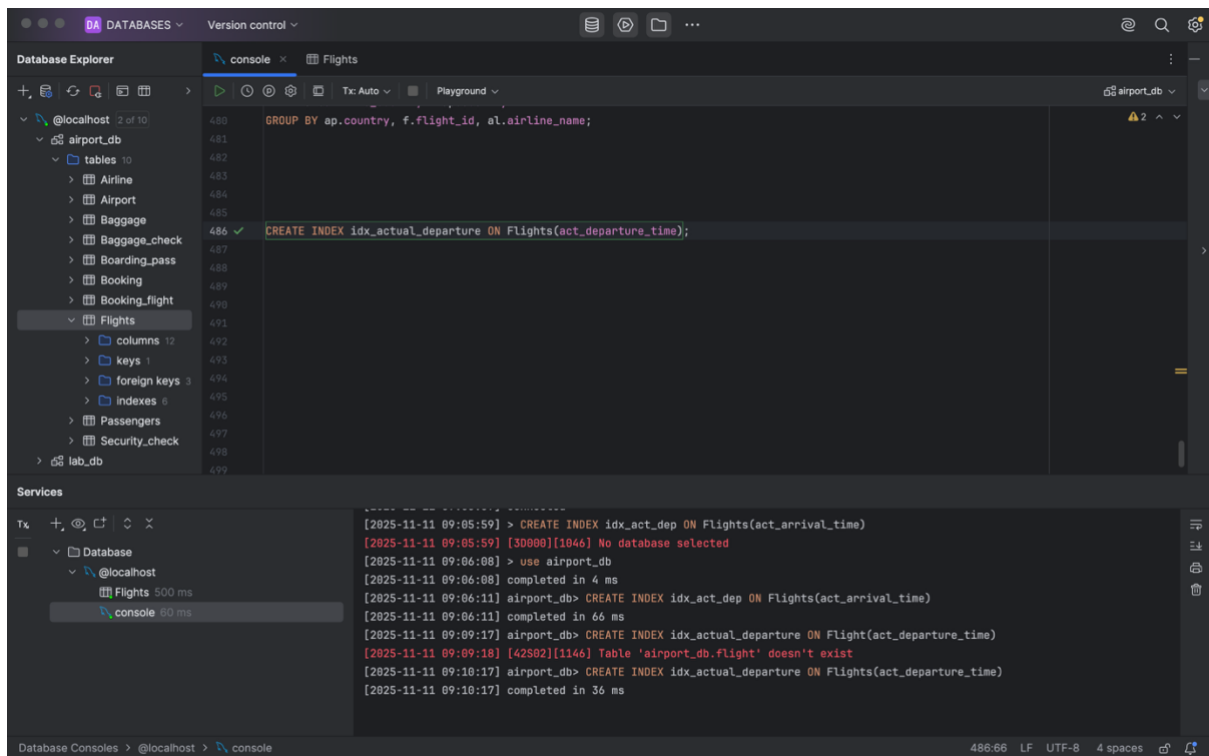 DA DATABASES Version control
Database Explorer
console
Flights
Tx: Auto
Playground
airport_db
@localhost 2 of 10
airport_db
tables 10
Airline
Airport
Baggage
Baggage_check
Boarding_pass
Booking
Booking_flight
Flights
columns 12
keys 1
foreign keys 3
indexes 6
Passengers
Security_check
lab_db
480 GROUP BY ap.country, f.flight_id, al.airline_name;
2
481
482
483
484
485
486 CREATE INDEX idx_actual_departure ON Flights(act_departure_time);
487
488
489
490
491
492
493
494
495
496
497
498
499
Services
Tx
Database
@localhost
Flights 500 ms
console 60 ms
[2025-11-11 09:05:59] > CREATE INDEX idx_act_dep ON Flights(act_arrival_time)
[2025-11-11 09:05:59] [3D000][1046] No database selected
[2025-11-11 09:06:08] > use airport_db
[2025-11-11 09:06:08] completed in 4 ms
[2025-11-11 09:06:11] airport_db> CREATE INDEX idx_act_dep ON Flights(act_arrival_time)
[2025-11-11 09:06:11] completed in 66 ms
[2025-11-11 09:09:17] airport_db> CREATE INDEX idx_actual_departure ON Flight(act_departure_time)
[2025-11-11 09:09:18] [42S02][1146] Table 'airport_db.flight' doesn't exist
[2025-11-11 09:10:17] airport_db> CREATE INDEX idx_actual_departure ON Flights(act_departure_time)
[2025-11-11 09:10:17] completed in 36 ms
Database Consoles > @localhost > console
486:66 LF UTF-8 4 spaces